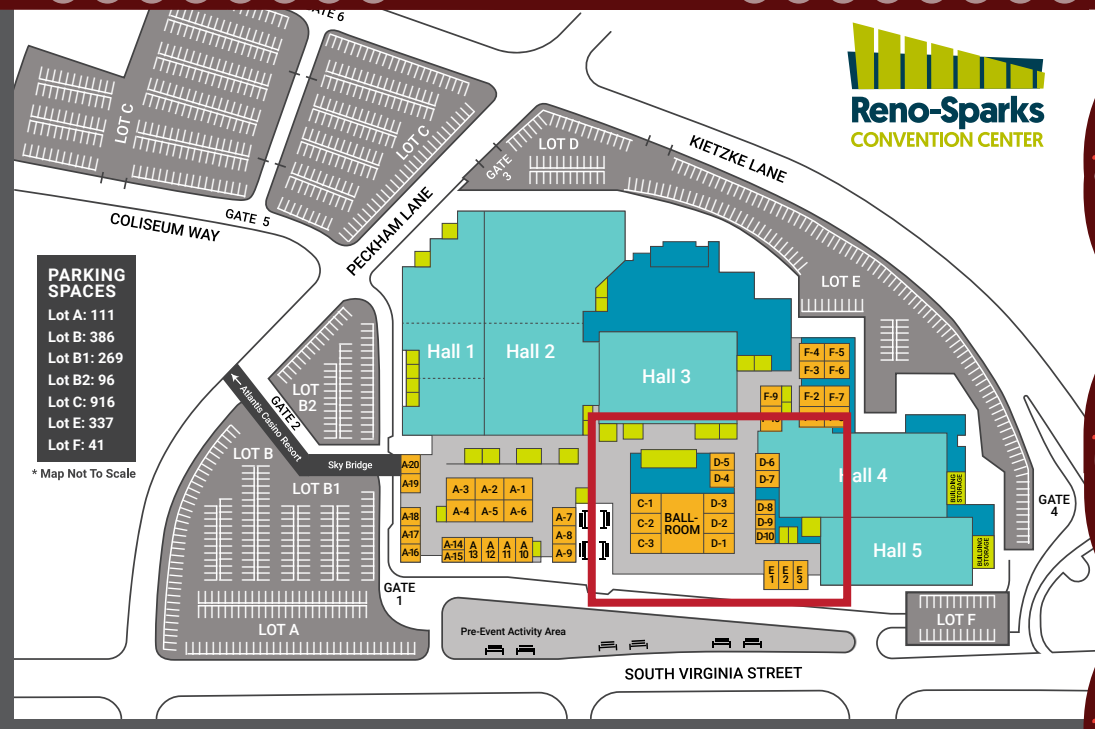 GATE 6
Reno-Sparks
CONVENTION CENTER
LOT C
LOT C
LOT D
GATE
3
KIETZKE LANE
PECKHAM LANE
COLISEUM WAY
GATE 5
PARKING
SPACES
Lot A: 111
Lot B: 386
Lot B1: 269
Lot B2: 96
Lot C: 916
Lot E: 337
Lot F: 41
* Map Not To Scale
LOT E
Hall 1
Hall 2
Hall 3
F-4
F-5
F-3
F-6
F-9
F-2
F-7
LOT
B2
GATE 2
Atlantis Casino Resort
Sky Bridge
LOT B
LOT B1
A-20
A-19
A-18
A-17
A-16
A-3
A-2
A-1
A-4
A-5
A-6
A-14
A-15
A
13
A
12
A
11
A
10
A-7
A-8
A-9
D-5
D-4
C-1
C-2
C-3
BALL-
ROOM
D-3
D-2
D-1
D-6
D-7
D-8
D-9
D-10
Hall 4
Hall 5
BUILDING
STORAGE
BUILDING
STORAGE
E
1
E
2
E
3
GATE
4
GATE
1
LOT A
LOT F
Pre-Event Activity Area
SOUTH VIRGINIA STREET